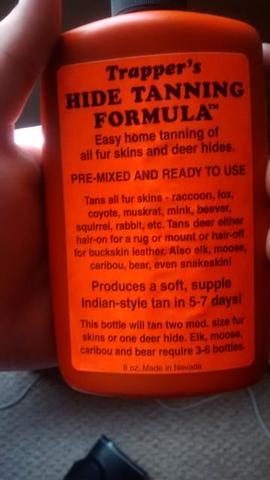 Trapper's
HIDE TANNING
FORMULA™
Easy home tanning of
all fur skins and deer hides.
PRE-MIXED AND READY TO USE
Tans all fur skins - raccoon, fox,
coyote, muskrat, mink, beaver,
squirrel, rabbit, etc. Tans deer either
hair-on for a rug or mount or hair-off
for buckskin leather. Also elk, moose,
caribou, bear, even snakeskin!
Produces a soft, supple
Indian-style tan in 5-7 days!
This bottle will tan two med. size fur
skins or one deer hide. Elk, moose,
caribou and bear require 3-6 bottles.
8 oz. Made in Nevada